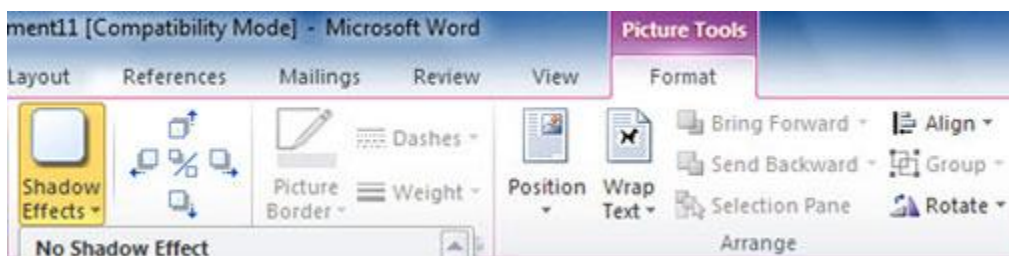 ment11 [Compatibility Mode] - Microsoft Word
Picture Tools
Layout References Mailings Review View Format
Shadow Effects
Picture Border
Dashes
Weight
Position
Wrap Text
Bring Forward
Send Backward
Selection Pane
Align
Group
Rotate
No Shadow Effect
Arrange